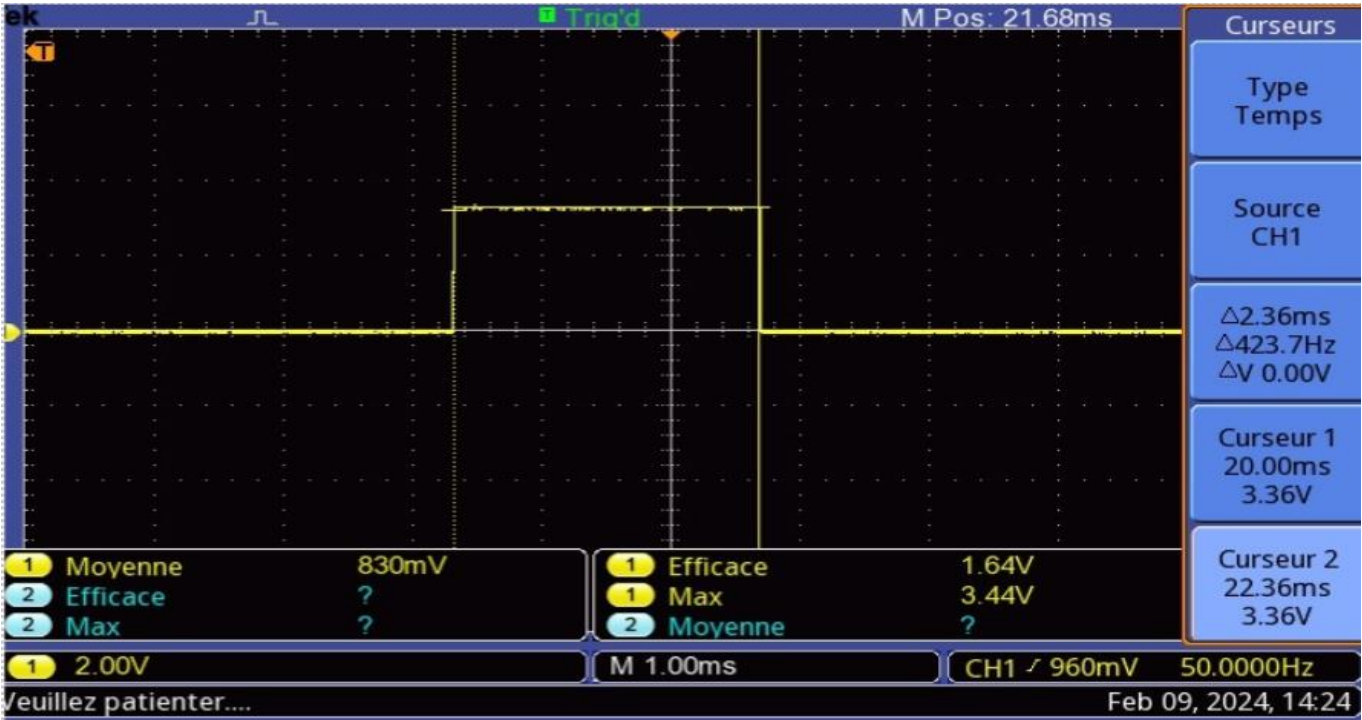 ek Trig'd M Pos: 21.68ms
T
Curseurs
Type
Temps
Source
CH1
△2.36ms
△423.7Hz
△V 0.00V
Curseur 1
20.00ms
3.36V
Curseur 2
22.36ms
3.36V
1 Moyenne 830mV
2 Efficace ?
2 Max ?
1 Efficace 1.64V
1 Max 3.44V
2 Moyenne ?
1 2.00V M 1.00ms CH1 960mV 50.0000Hz
Veuillez patienter.... Feb 09, 2024, 14:24